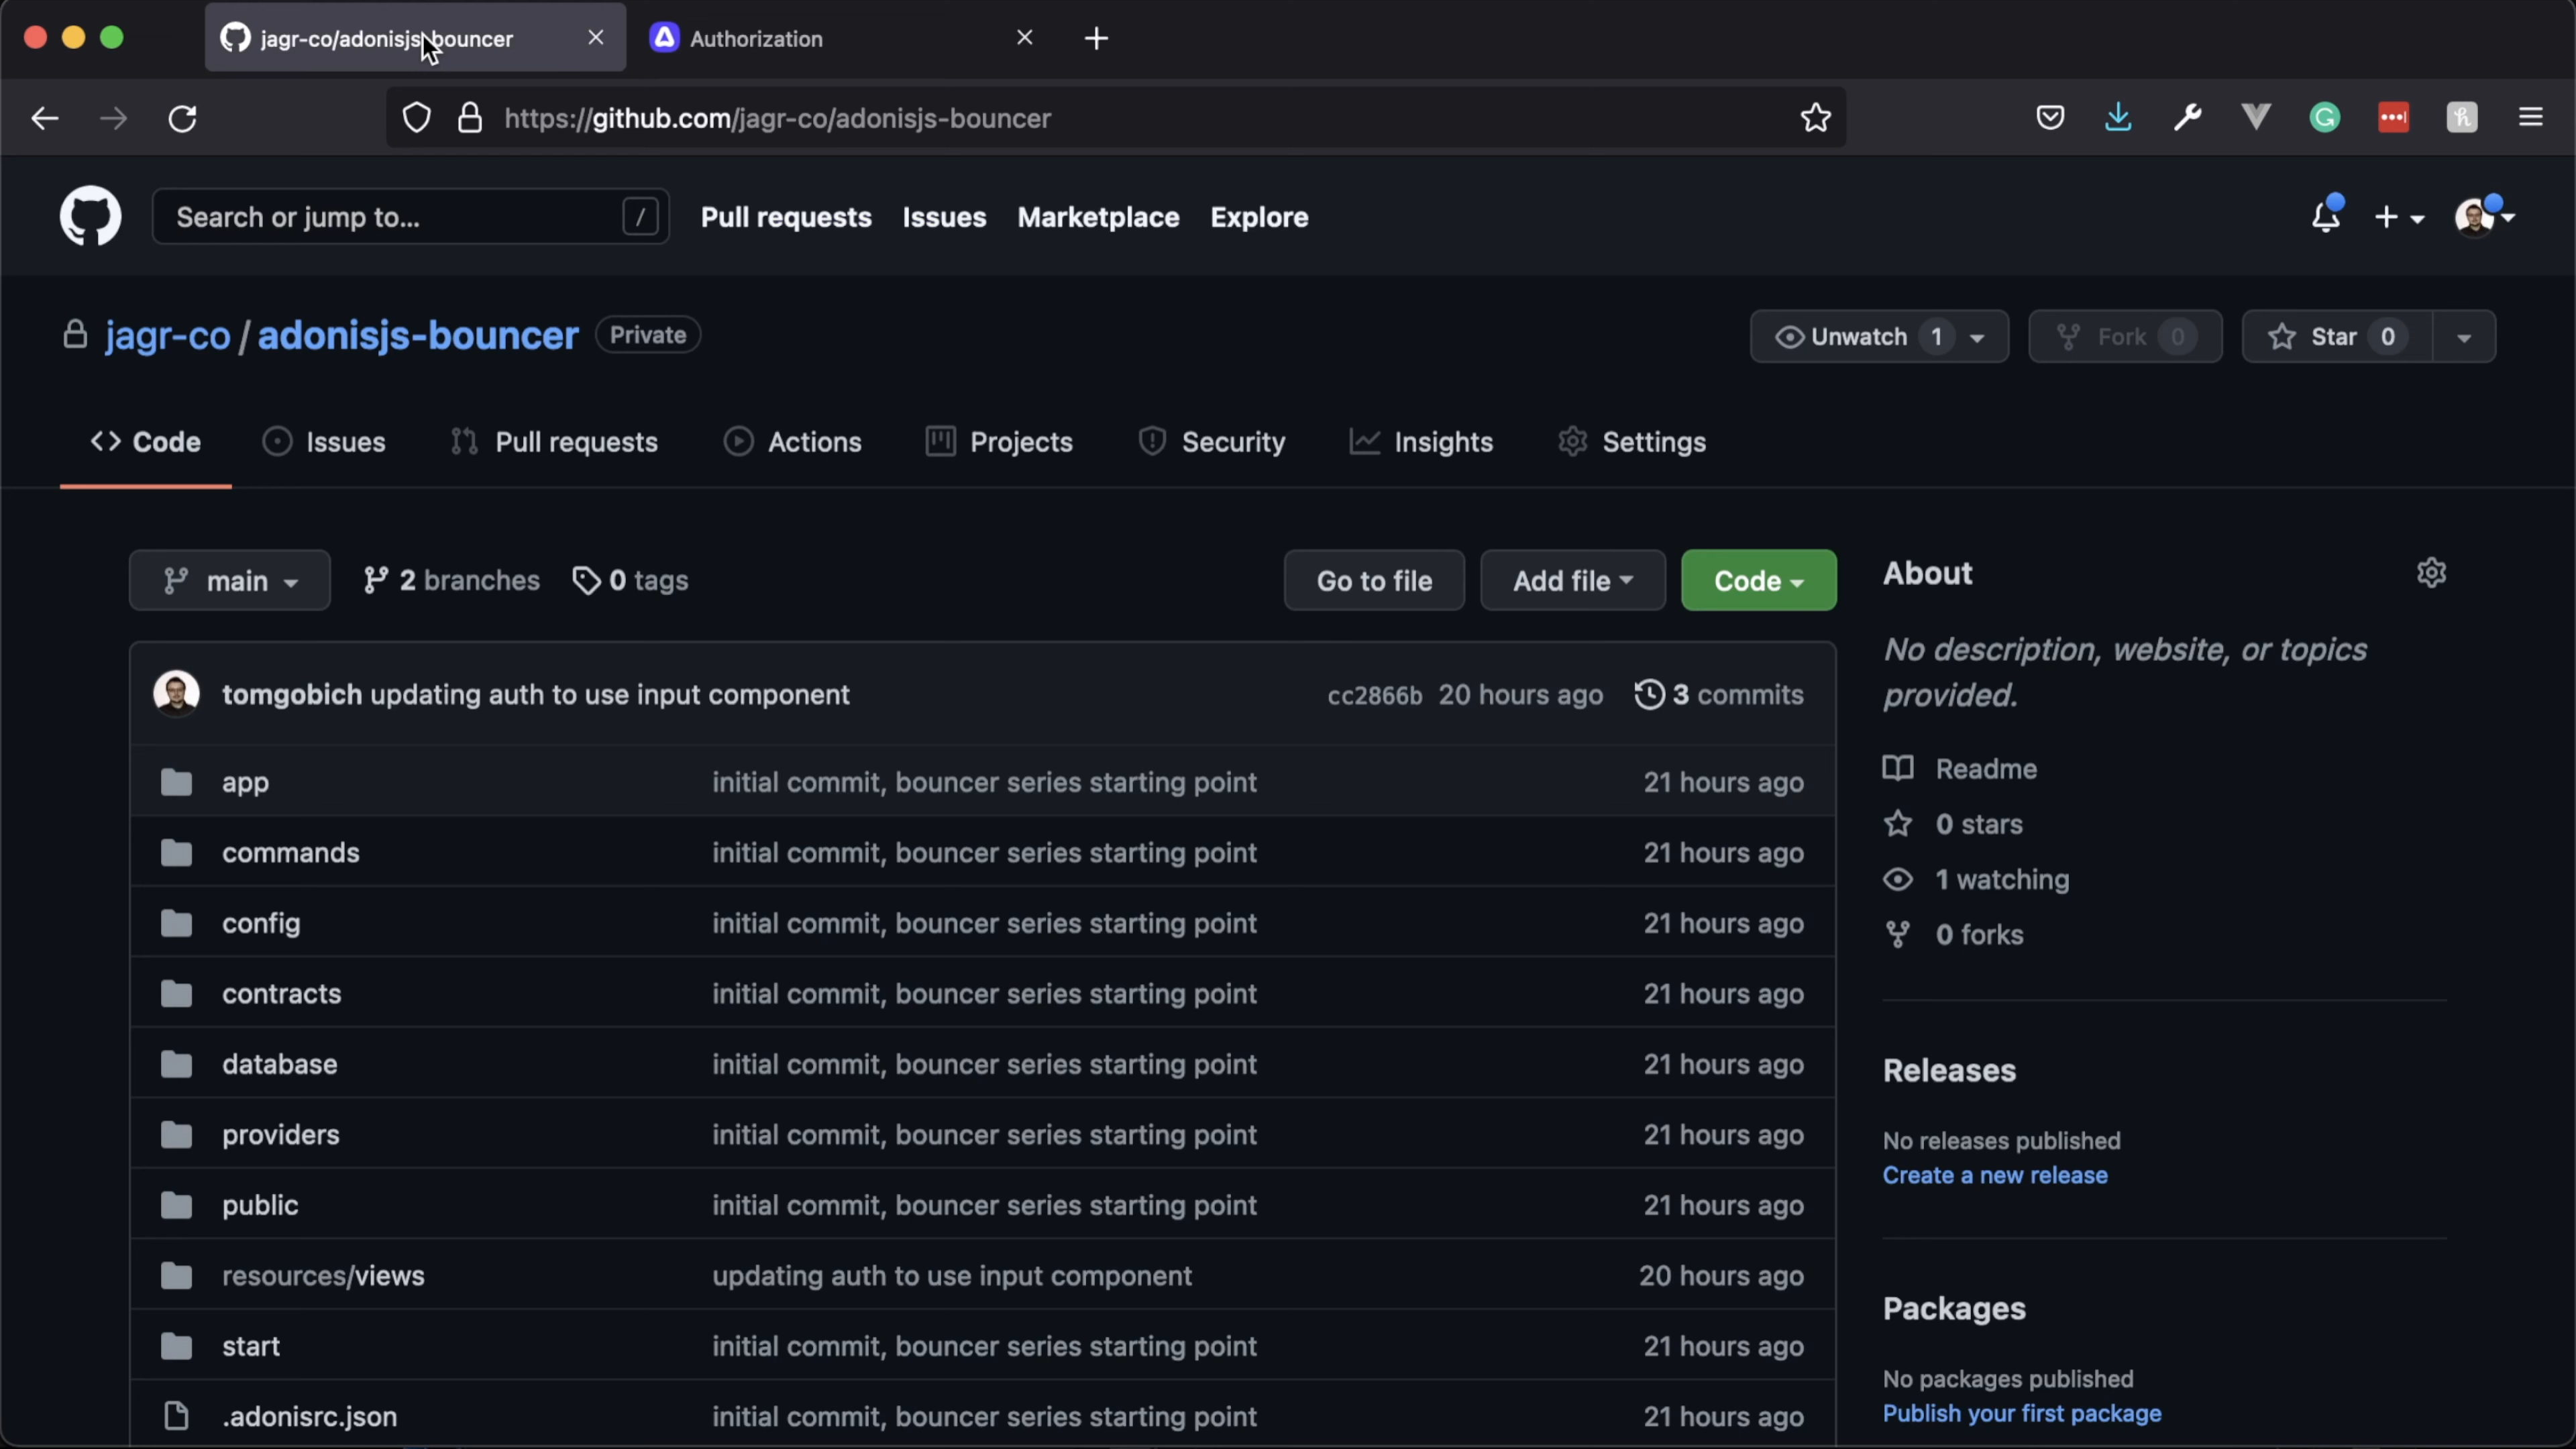 jagr-co/adonisjs-bouncer
Authorization
https://github.com/jagr-co/adonisjs-bouncer
Search or jump to... /
Pull requests Issues Marketplace Explore
jagr-co / adonisjs-bouncer Private
Unwatch 1 Fork 0 Star 0
Code Issues Pull requests Actions Projects Security Insights Settings
main 2 branches 0 tags
Go to file Add file Code
tomgobich updating auth to use input component cc2866b 20 hours ago 3 commits
app initial commit, bouncer series starting point 21 hours ago
commands initial commit, bouncer series starting point 21 hours ago
config initial commit, bouncer series starting point 21 hours ago
contracts initial commit, bouncer series starting point 21 hours ago
database initial commit, bouncer series starting point 21 hours ago
providers initial commit, bouncer series starting point 21 hours ago
public initial commit, bouncer series starting point 21 hours ago
resources/views updating auth to use input component 20 hours ago
start initial commit, bouncer series starting point 21 hours ago
.adonisrc.json initial commit, bouncer series starting point 21 hours ago
About
No description, website, or topics
provided.
Readme
0 stars
1 watching
0 forks
Releases
No releases published
Create a new release
Packages
No packages published
Publish your first package